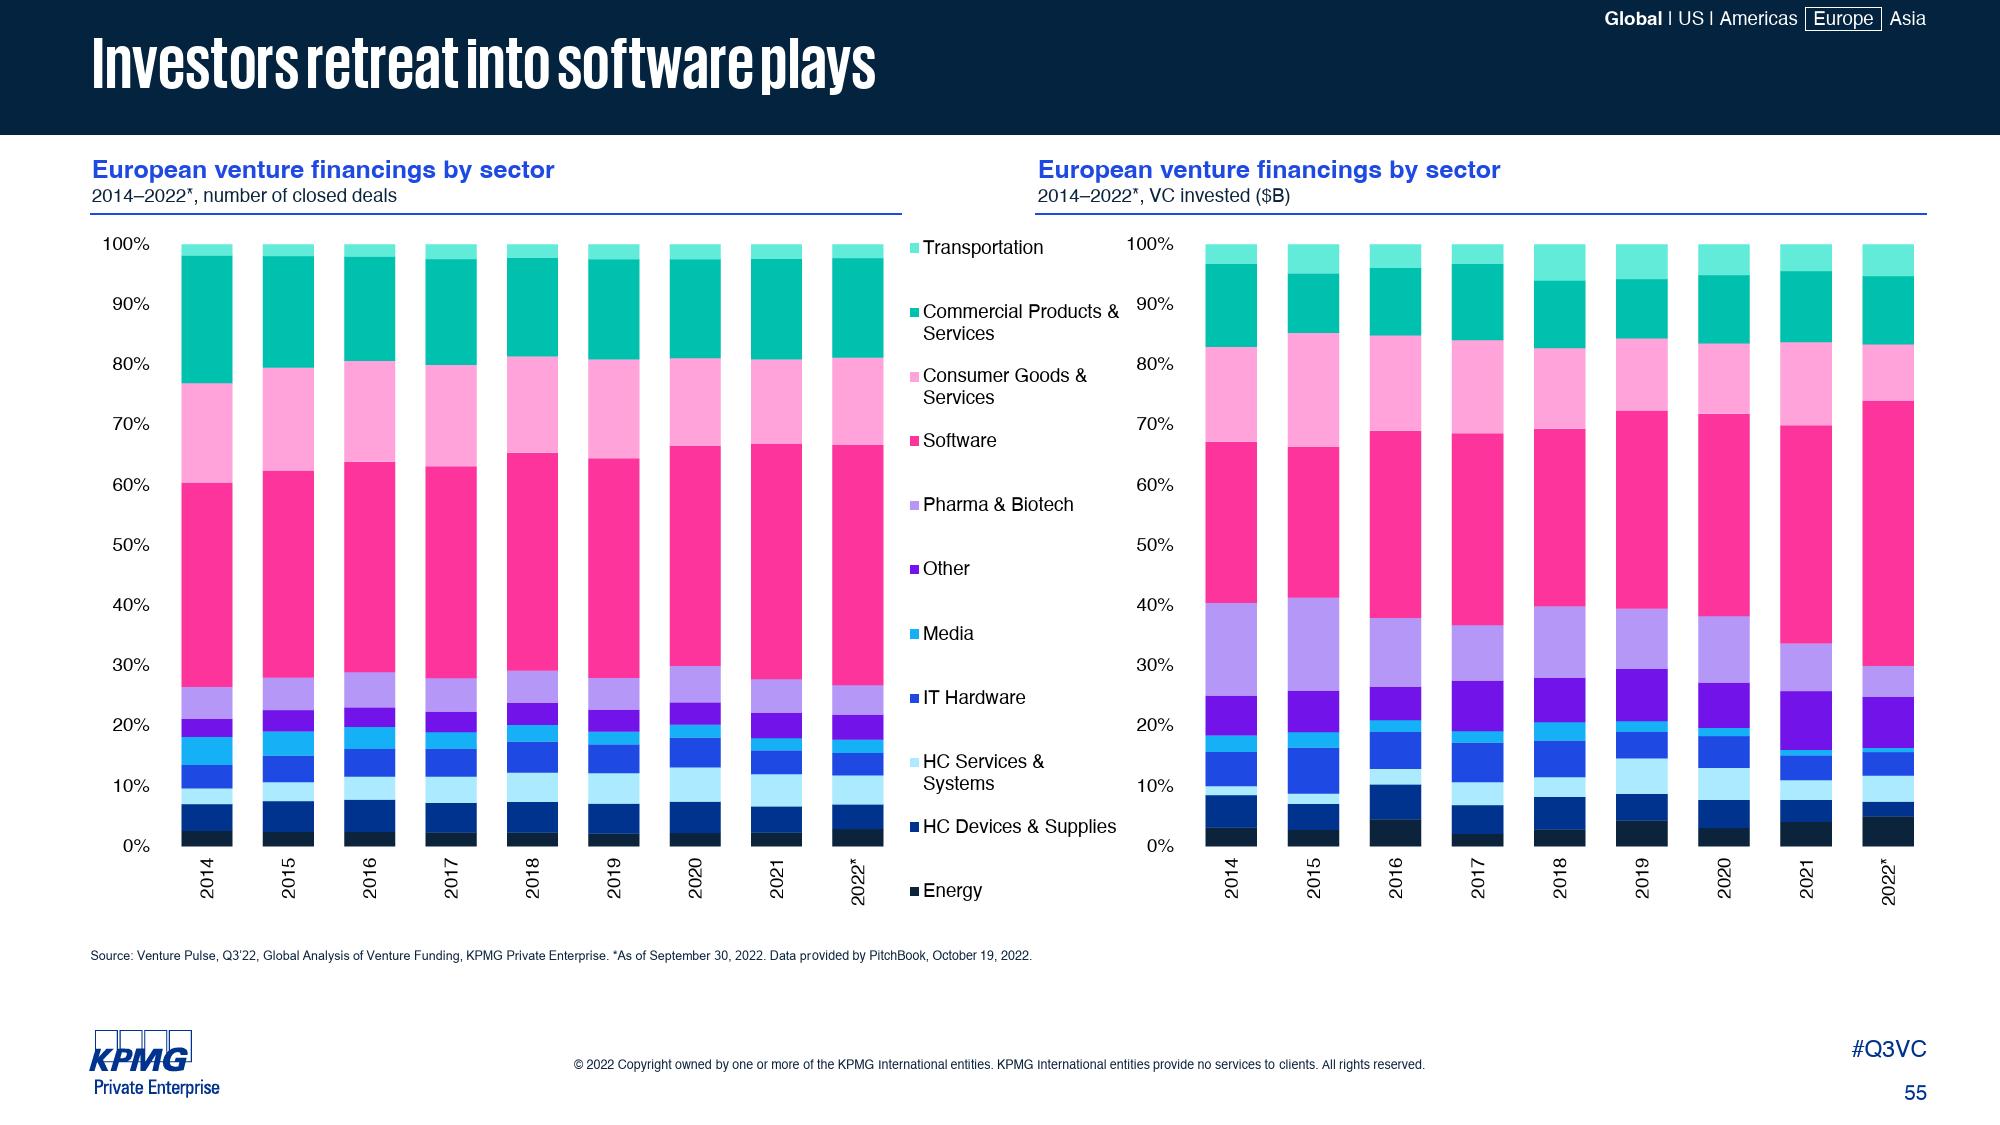 Global | US | Americas Europe Asia
Investors retreat into software plays
European venture financings by sector
2014–2022*, number of closed deals
100%
90%
80%
70%
60%
50%
40%
30%
20%
10%
0%
2014
2015
2016
2017
2018
2019
2020
2021
2022*
Transportation
Commercial Products &
Services
Consumer Goods &
Services
Software
Pharma & Biotech
Other
Media
IT Hardware
HC Services &
Systems
HC Devices & Supplies
Energy
European venture financings by sector
2014–2022*, VC invested ($B)
100%
90%
80%
70%
60%
50%
40%
30%
20%
10%
0%
2014
2015
2016
2017
2018
2019
2020
2021
2022*
Source: Venture Pulse, Q3'22, Global Analysis of Venture Funding, KPMG Private Enterprise. *As of September 30, 2022. Data provided by PitchBook, October 19, 2022.
KPMG
Private Enterprise
© 2022 Copyright owned by one or more of the KPMG International entities. KPMG International entities provide no services to clients. All rights reserved.
#Q3VC
55